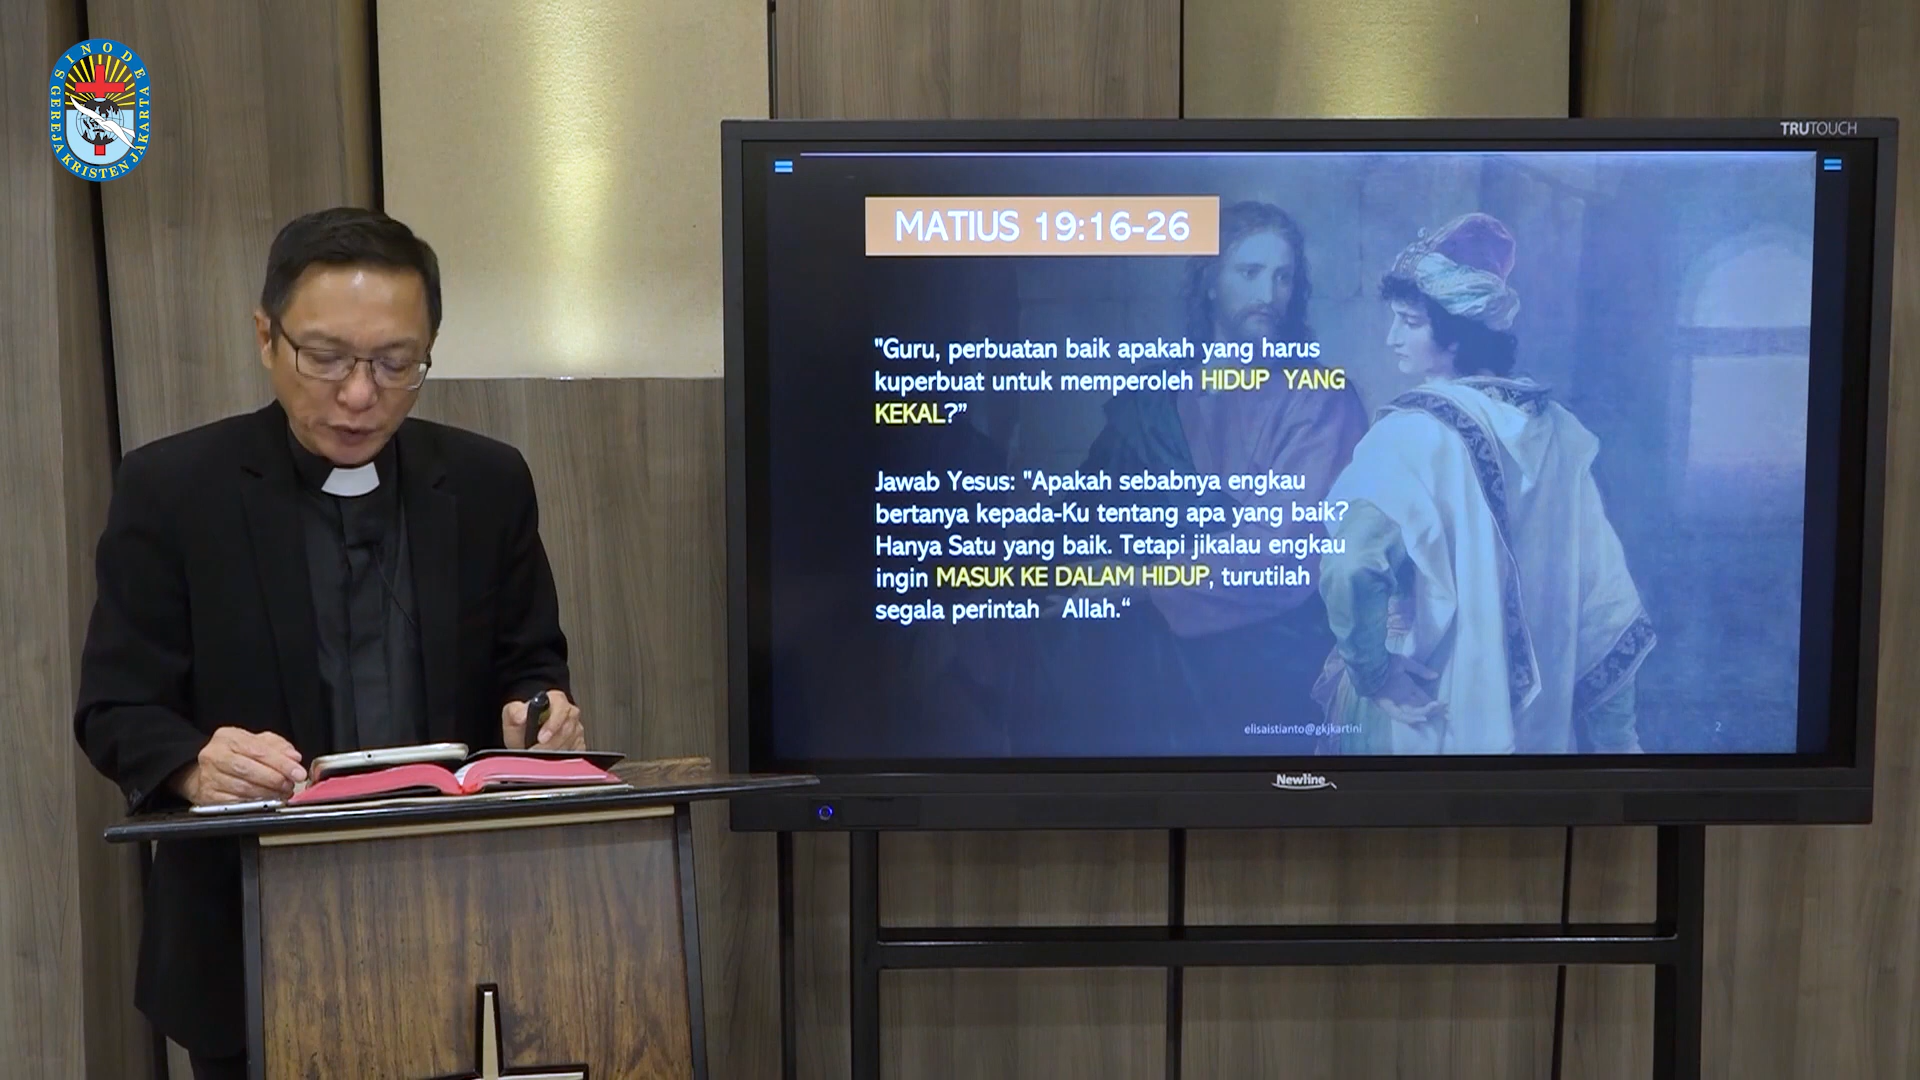 SINODE GEREJA KRISTEN JAKARTA
TRUTOUCH
MATIUS 19:16-26
"Guru, perbuatan baik apakah yang harus
kuperbuat untuk memperoleh HIDUP YANG
KEKAL?”
Jawab Yesus: "Apakah sebabnya engkau
bertanya kepada-Ku tentang apa yang baik?
Hanya Satu yang baik. Tetapi jikalau engkau
ingin MASUK KE DALAM HIDUP, turutilah
segala perintah Allah.“
elisaistianto@gkjkartini
2
Newline